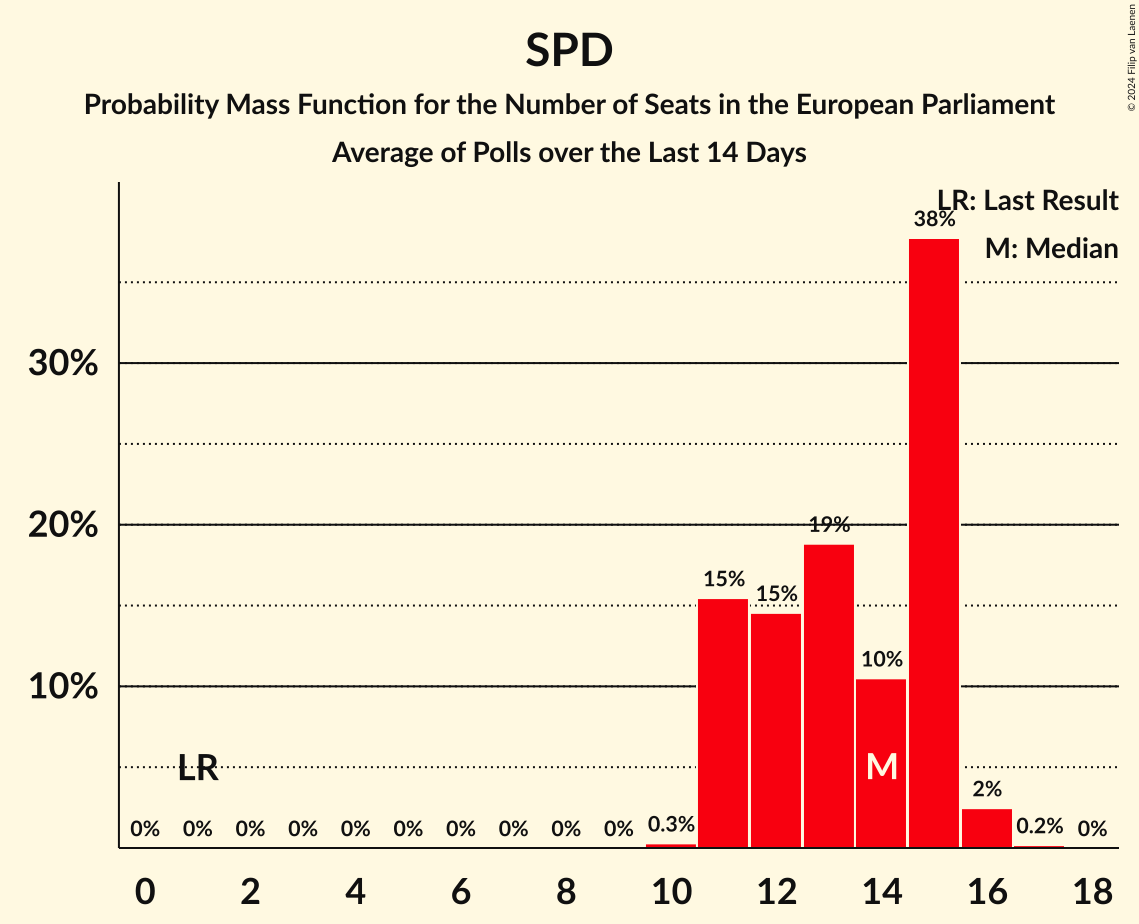 SPD
Probability Mass Function for the Number of Seats in the European Parliament
Average of Polls over the Last 14 Days
© 2024 Filip van Laenen
LR: Last Result
M: Median
38%
30%
20%
19%
15%
15%
10%
10%
LR
M
2%
0% 0% 0% 0% 0% 0% 0% 0% 0% 0% 0.3% 0.2% 0%
0 2 4 6 8 10 12 14 16 18